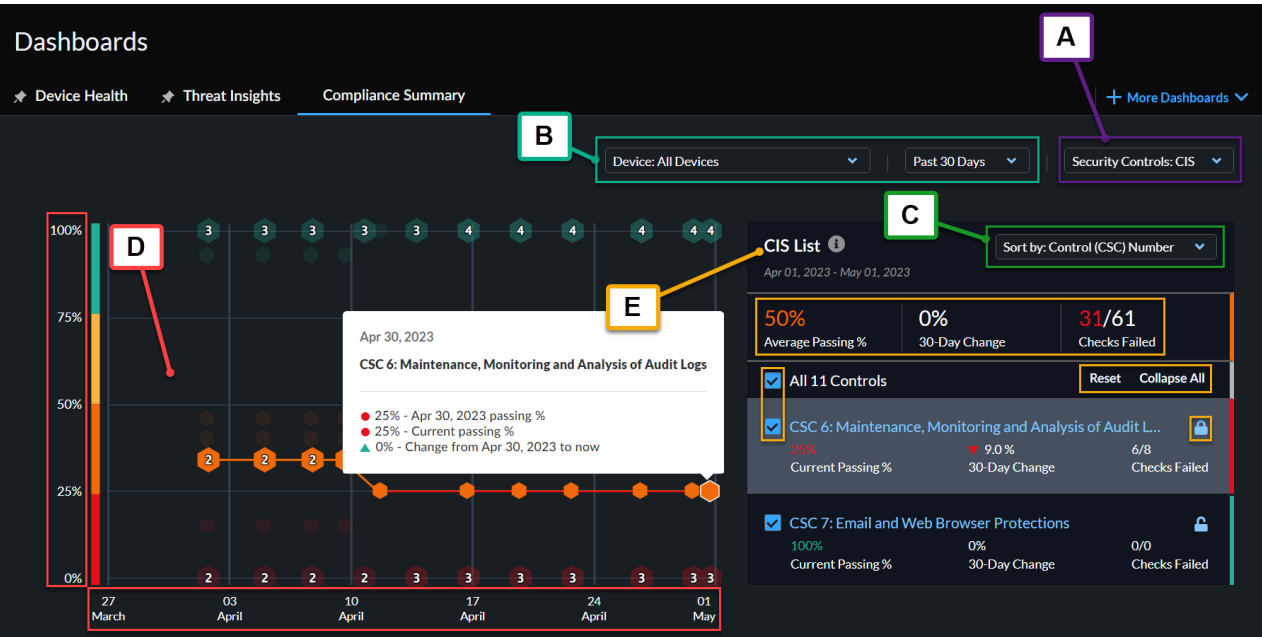 A
Dashboards
Device Health Threat Insights Compliance Summary
+ More Dashboards
B
Device: All Devices Past 30 Days Security Controls: CIS
C
D
100%
75%
50%
25%
0%
3 3 3 3 3 4 4 4 4 4 4
2 2 2
2 2 2 2 3 3 3 3 3 3 3
27 03 10 17 24 01
March April April April April May
Apr 30, 2023
CSC 6: Maintenance, Monitoring and Analysis of Audit Logs
25% - Apr 30, 2023 passing %
25% - Current passing %
0% - Change from Apr 30, 2023 to now
E
CIS List i
Sort by: Control (CSC) Number
Apr 01, 2023 - May 01, 2023
50% 0% 31/61
Average Passing % 30-Day Change Checks Failed
All 11 Controls Reset Collapse All
CSC 6: Maintenance, Monitoring and Analysis of Audit L...
25% 9.0 % 6/8
Current Passing % 30-Day Change Checks Failed
CSC 7: Email and Web Browser Protections
100% 0% 0/0
Current Passing % 30-Day Change Checks Failed